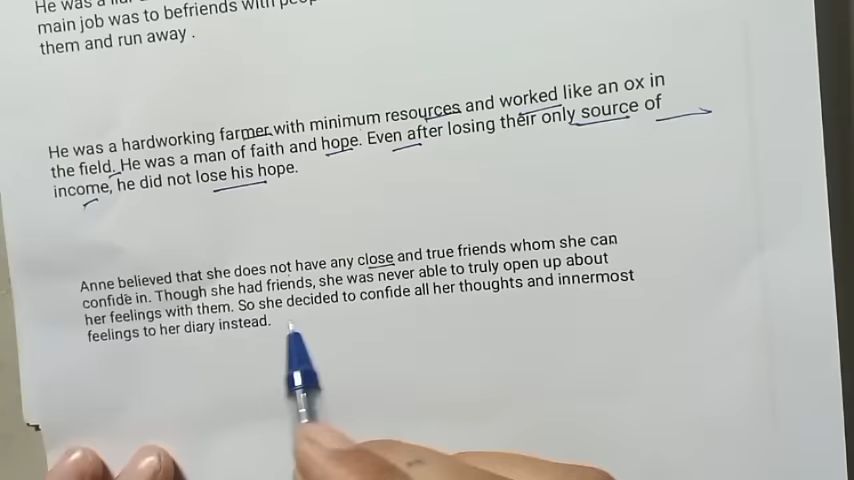 He was a
main job was to befriends with
them and run away .
He was a hardworking farmer with minimum resources and worked like an ox in
the field. He was a man of faith and hope. Even after losing their only source of
income, he did not lose his hope.
Anne believed that she does not have any close and true friends whom she can
confide in. Though she had friends, she was never able to truly open up about
her feelings with them. So she decided to confide all her thoughts and innermost
feelings to her diary instead.